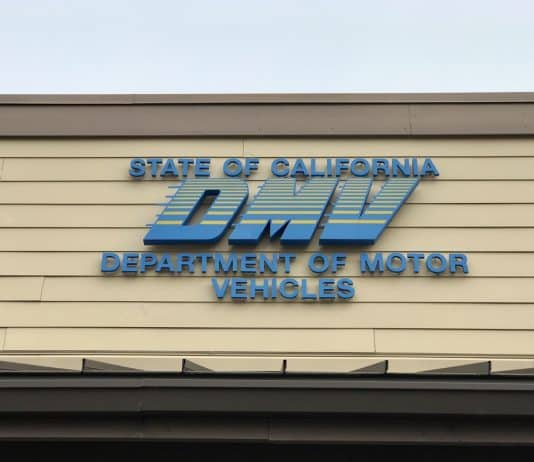 STATE OF CALIFORNIA
DMV
DEPARTMENT OF MOTOR
VEHICLES